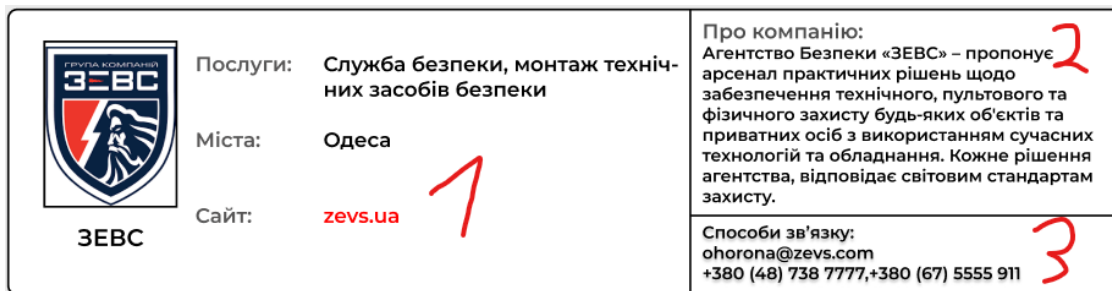 ГРУПА КОМПАНІЙ
ЗЕВС
ЗЕВС
Послуги: Служба безпеки, монтаж техніч-
них засобів безпеки
Міста: Одеса
Сайт: zevs.ua
1
Про компанію:
Агентство Безпеки «ЗЕВС» – пропонує
арсенал практичних рішень щодо
забезпечення технічного, пультового та
фізичного захисту будь-яких об'єктів та
приватних осіб з використанням сучасних
технологій та обладнання. Кожне рішення
агентства, відповідає світовим стандартам
захисту.
2
Способи зв’язку:
ohorona@zevs.com
+380 (48) 738 7777,+380 (67) 5555 911
3